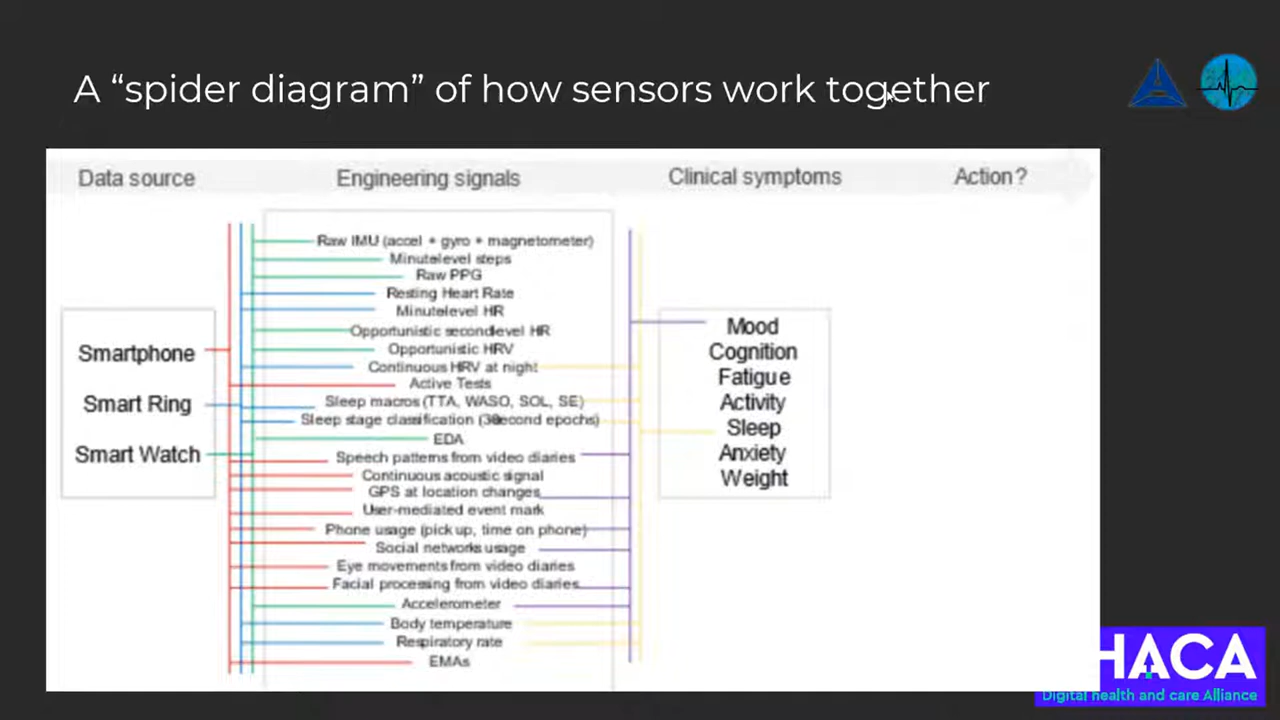 A “spider diagram” of how sensors work together
Data source
Engineering signals
Clinical symptoms
Action?
Smartphone
Smart Ring
Smart Watch
Raw IMU (accel + gyro + magnetometer)
Minutelevel steps
Raw PPG
Resting Heart Rate
Minutelevel HR
Opportunistic secondlevel HR
Opportunistic HRV
Continuous HRV at night
Active Tests
Sleep macros (TTA, WASO, SOL, SE)
Sleep stage classification (30second epochs)
EDA
Speech patterns from video diaries
Continuous acoustic signal
GPS at location changes
User-mediated event mark
Phone usage (pick up, time on phone)
Social networks usage
Eye movements from video diaries
Facial processing from video diaries
Accelerometer
Body temperature
Respiratory rate
EMAs
Mood
Cognition
Fatigue
Activity
Sleep
Anxiety
Weight
HACA
Digital health and care Alliance